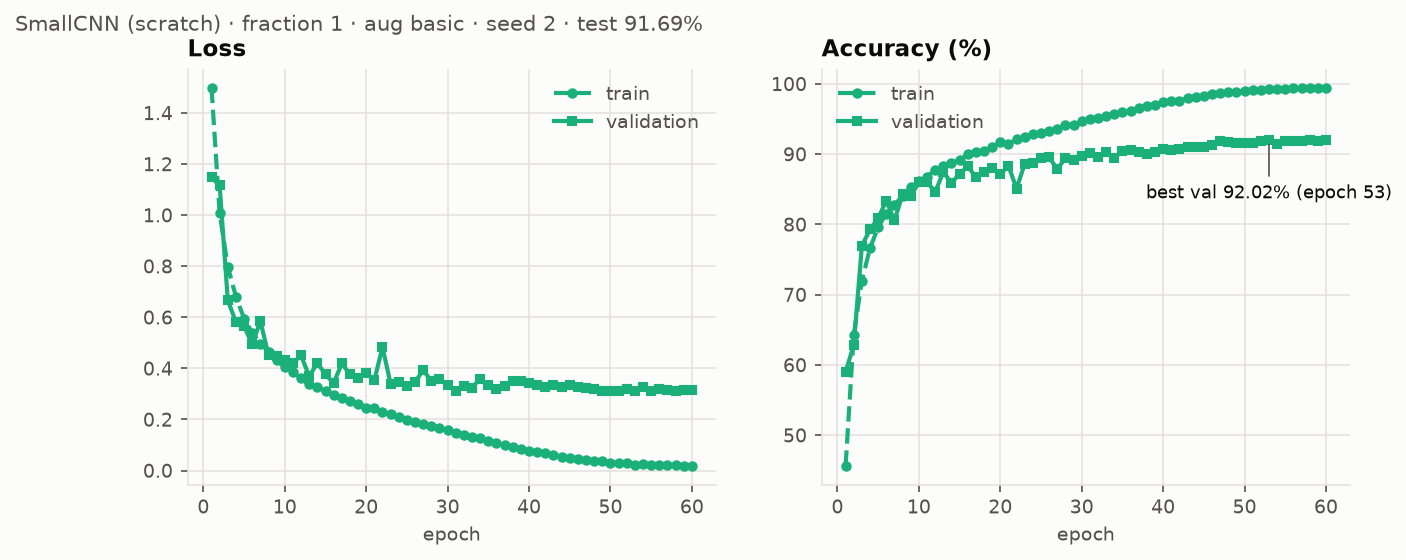 SmallCNN (scratch) · fraction 1 · aug basic · seed 2 · test 91.69%
Loss
train
validation
1.4
1.2
1.0
0.8
0.6
0.4
0.2
0.0
0 10 20 30 40 50 60
epoch
Accuracy (%)
train
validation
100
90
80
70
60
50
best val 92.02% (epoch 53)
0 10 20 30 40 50 60
epoch